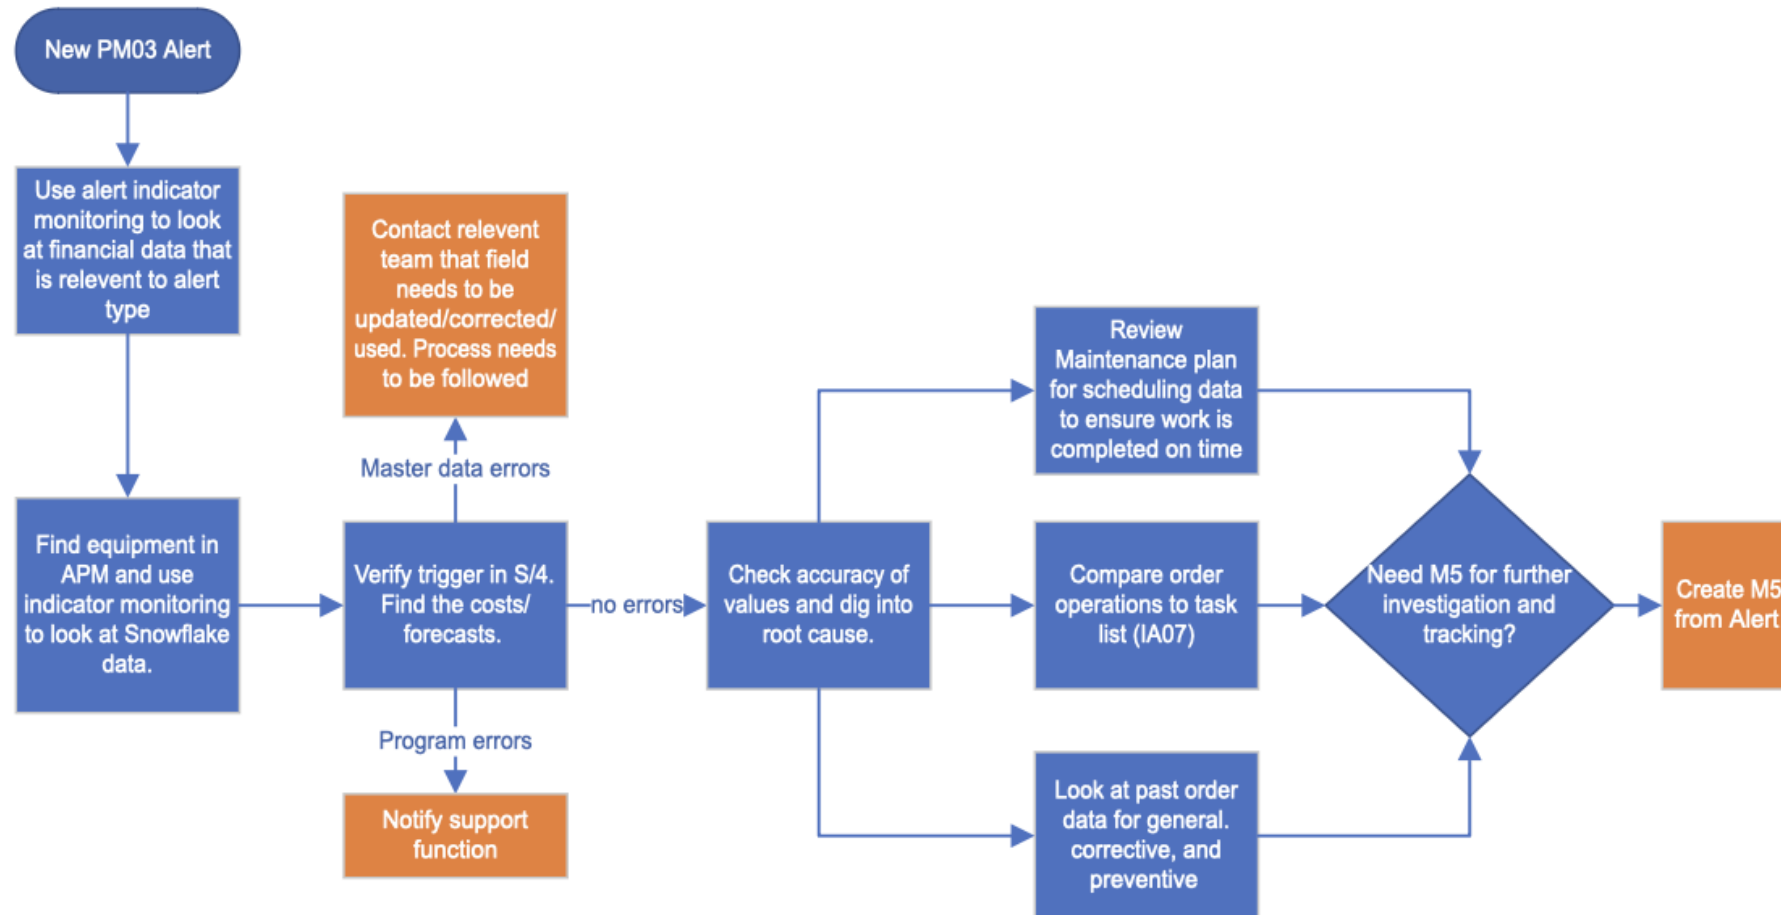 New PM03 Alert
Use alert indicator
monitoring to look
at financial data that
is relevent to alert
type
Find equipment in
APM and use
indicator monitoring
to look at Snowflake
data.
Contact relevent
team that field
needs to be
updated/corrected/
used. Process needs
to be followed
Master data errors
Verify trigger in S/4.
Find the costs/
forecasts.
Program errors
Notify support
function
no errors
Check accuracy of
values and dig into
root cause.
Review
Maintenance plan
for scheduling data
to ensure work is
completed on time
Compare order
operations to task
list (IA07)
Look at past order
data for general.
corrective, and
preventive
Need M5 for further
investigation and
tracking?
Create M5
from Alert